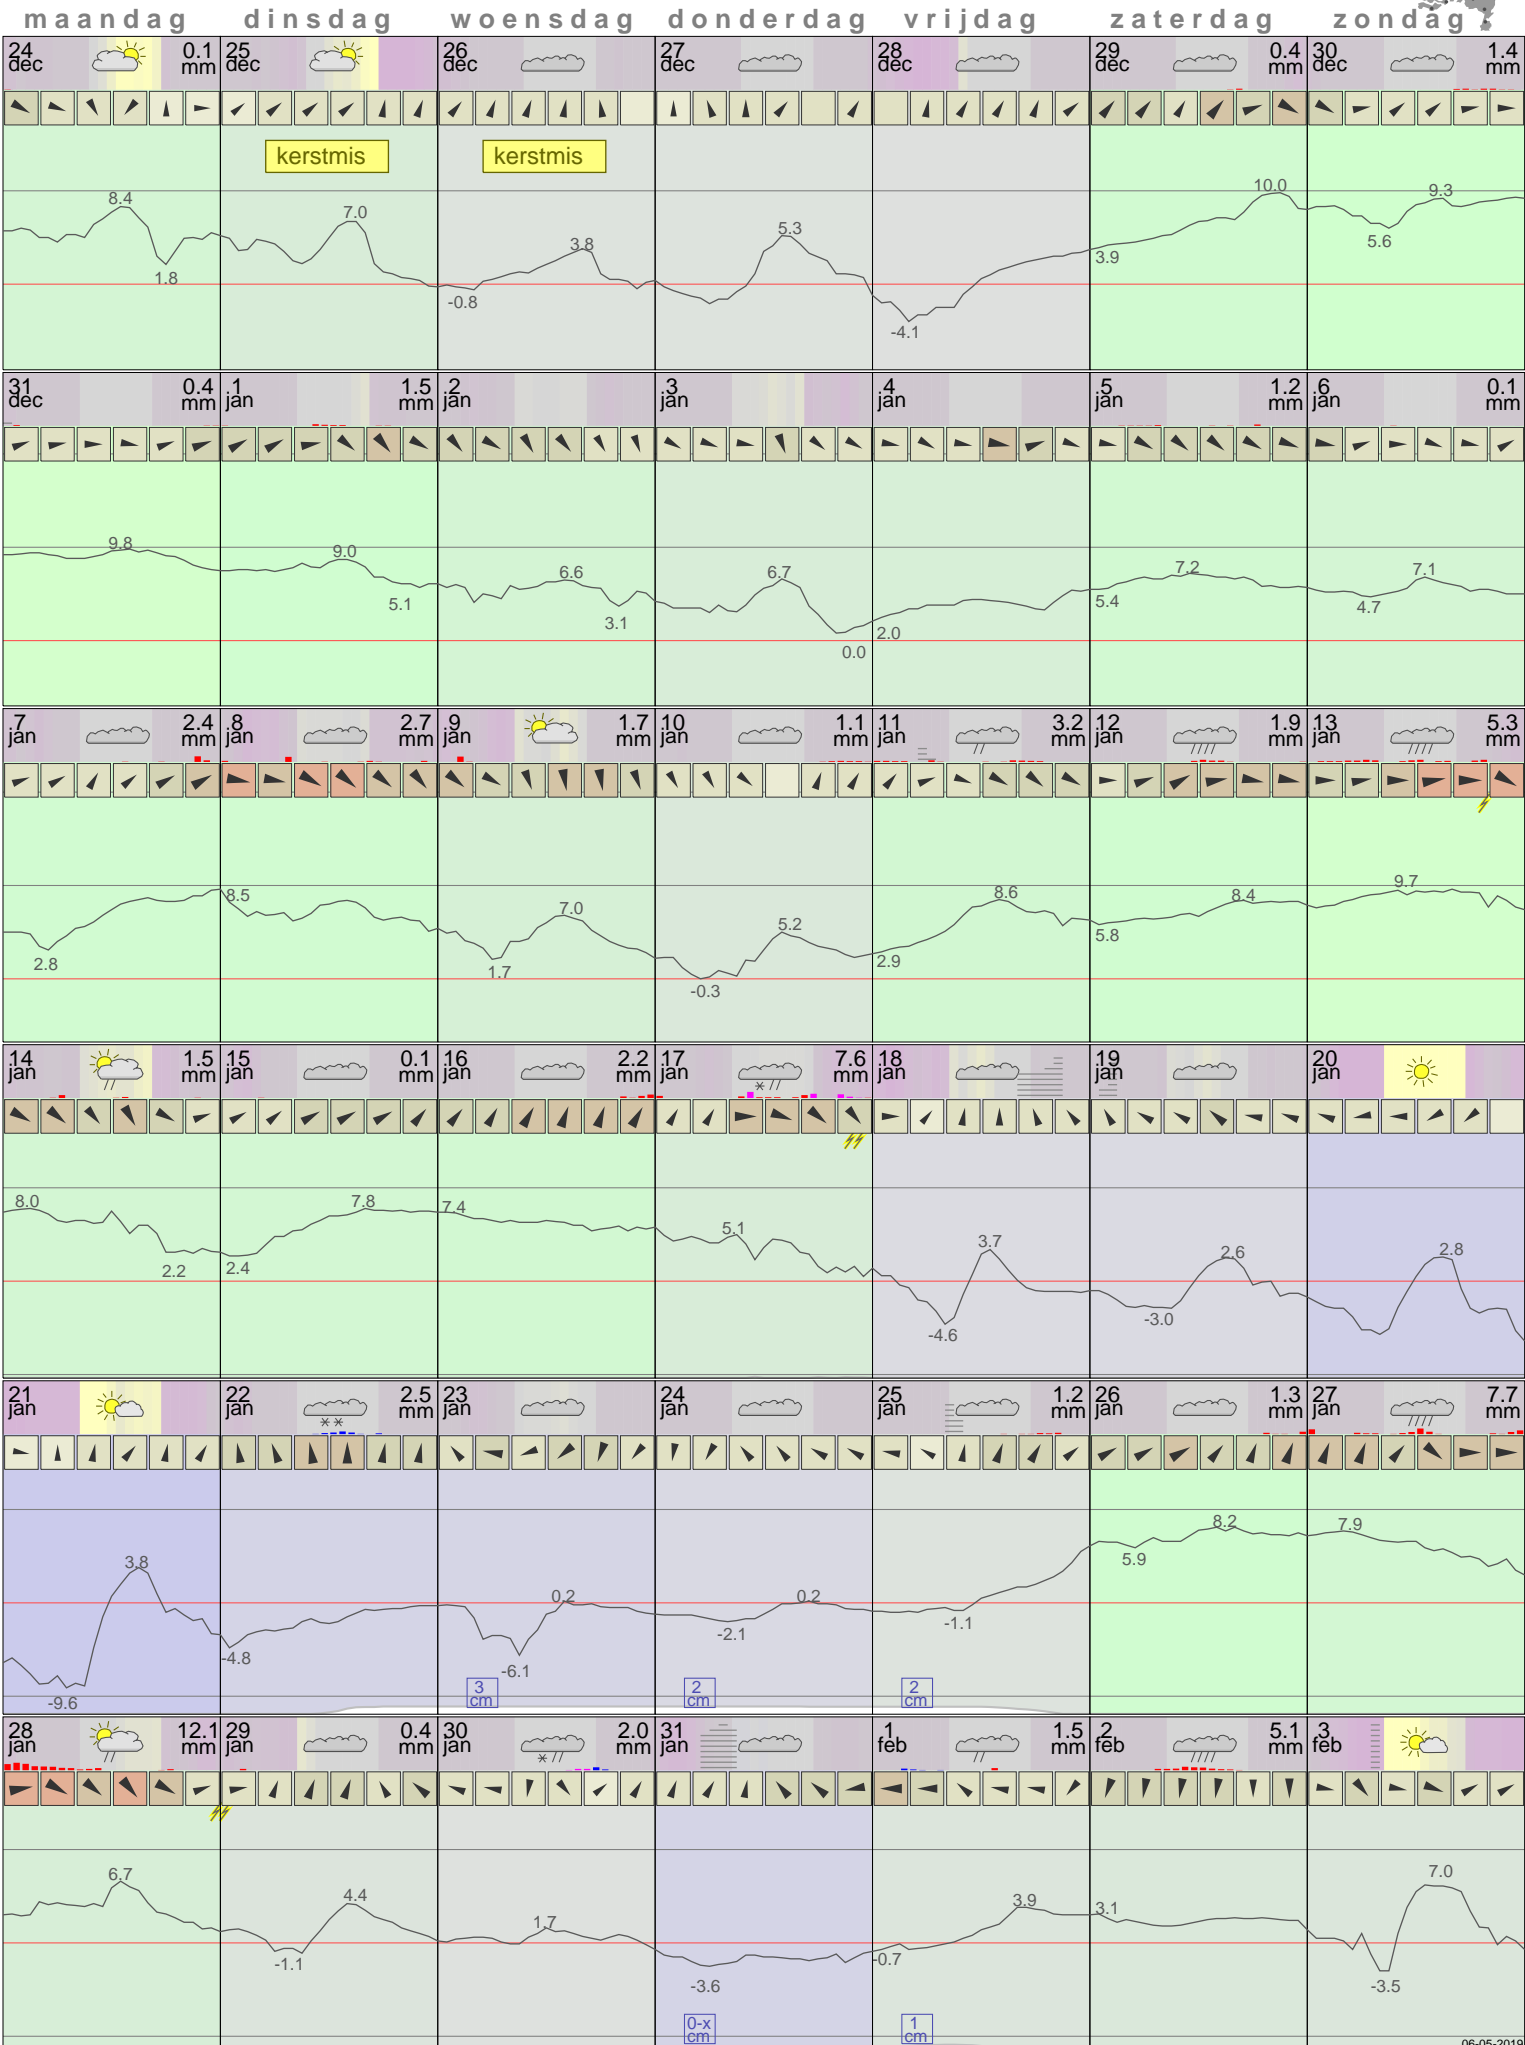 maandag dinsdag woensdag donderdag vrijdag zaterdag zondag
24 dec 0.1 mm 25 dec 26 dec 27 dec 28 dec 29 dec 0.4 mm 30 dec 1.4 mm
kerstmis kerstmis
8.4 1.8 7.0 -0.8 3.8 5.3 -4.1 3.9 10.0 5.6 9.3
31 dec 0.4 mm .1 jan 1.5 mm .2 jan .3 jan .4 jan .5 jan 1.2 mm .6 jan 0.1 mm
9.8 9.0 5.1 6.6 3.1 6.7 0.0 2.0 5.4 7.2 4.7 7.1
.7 jan 2.4 mm .8 jan 2.7 mm .9 jan 1.7 mm 10 jan 1.1 mm 11 jan 3.2 mm 12 jan 1.9 mm 13 jan 5.3 mm
2.8 8.5 1.7 7.0 -0.3 5.2 2.9 8.6 5.8 8.4 9.7
14 jan 1.5 mm 15 jan 0.1 mm 16 jan 2.2 mm 17 jan 7.6 mm 18 jan 19 jan 20 jan
8.0 2.2 2.4 7.8 7.4 5.1 -4.6 3.7 -3.0 2.6 2.8
21 jan 22 jan 2.5 mm 23 jan 24 jan 25 jan 1.2 mm 26 jan 1.3 mm 27 jan 7.7 mm
-9.6 3.8 -4.8 -6.1 0.2 -2.1 0.2 -1.1 5.9 8.2 7.9
3 cm 2 cm 2 cm
28 jan 12.1 mm 29 jan 0.4 mm 30 jan 2.0 mm 31 jan 1 feb 1.5 mm 2 feb 5.1 mm 3 feb
6.7 -1.1 4.4 1.7 -3.6 -0.7 3.9 3.1 -3.5 7.0
0-x cm 1 cm
06-05-2019